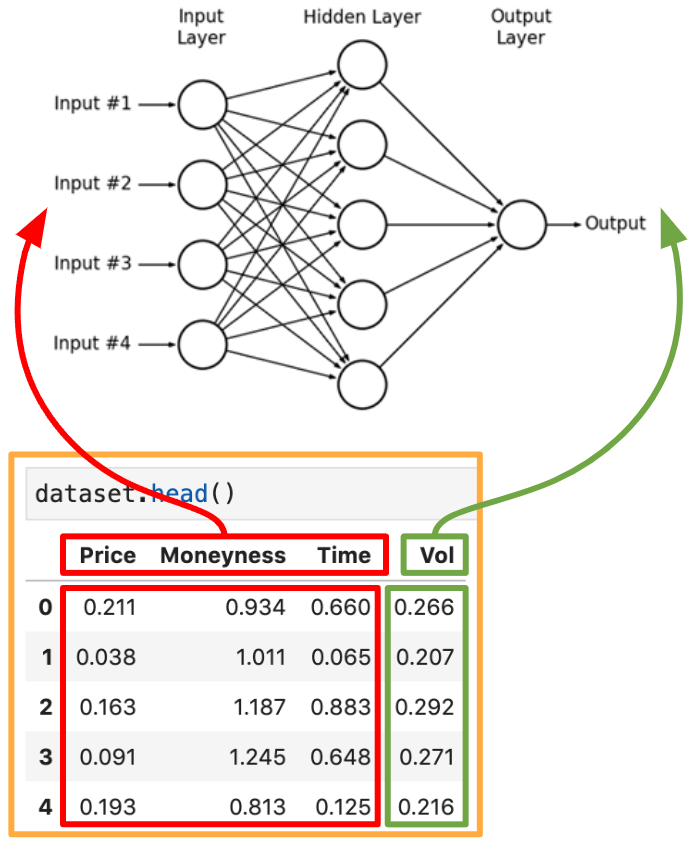 Input Layer
Hidden Layer
Output Layer
Input #1
Input #2
Input #3
Input #4
Output
dataset.head()
Price Moneyness Time Vol
0 0.211 0.934 0.660 0.266
1 0.038 1.011 0.065 0.207
2 0.163 1.187 0.883 0.292
3 0.091 1.245 0.648 0.271
4 0.193 0.813 0.125 0.216